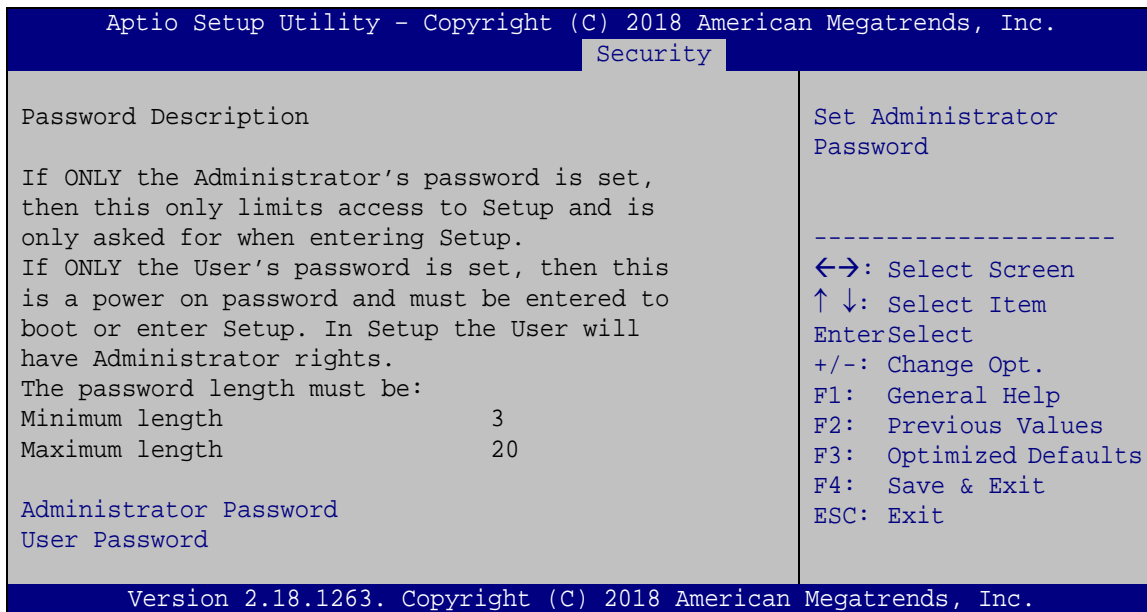 Aptio Setup Utility – Copyright (C) 2018 American Megatrends, Inc.
Security
Password Description
If ONLY the Administrator’s password is set,
then this only limits access to Setup and is
only asked for when entering Setup.
If ONLY the User’s password is set, then this
is a power on password and must be entered to
boot or enter Setup. In Setup the User will
have Administrator rights.
The password length must be:
Minimum length 3
Maximum length 20
Administrator Password
User Password
Set Administrator
Password
---------------------
←→: Select Screen
↑ ↓: Select Item
EnterSelect
+/-: Change Opt.
F1: General Help
F2: Previous Values
F3: Optimized Defaults
F4: Save & Exit
ESC: Exit
Version 2.18.1263. Copyright (C) 2018 American Megatrends, Inc.